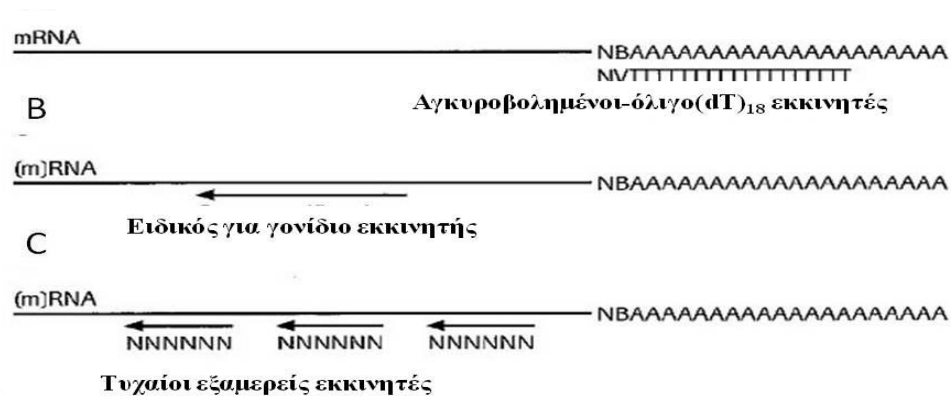 mRNA
NBAAAAAAAAAAAAAAAAAAAA
NVTTTTTTTTTTTTTTTTTT
Αγκυροβολημένοι-όλιγο(dT)₁₈ εκκινητές
B
(m)RNA
NBAAAAAAAAAAAAAAAAAAAA
Ειδικός για γονίδιο εκκινητής
C
(m)RNA
NBAAAAAAAAAAAAAAAAAAAA
NNNNNN NNNNNN NNNNNN
Τυχαίοι εξαμερείς εκκινητές